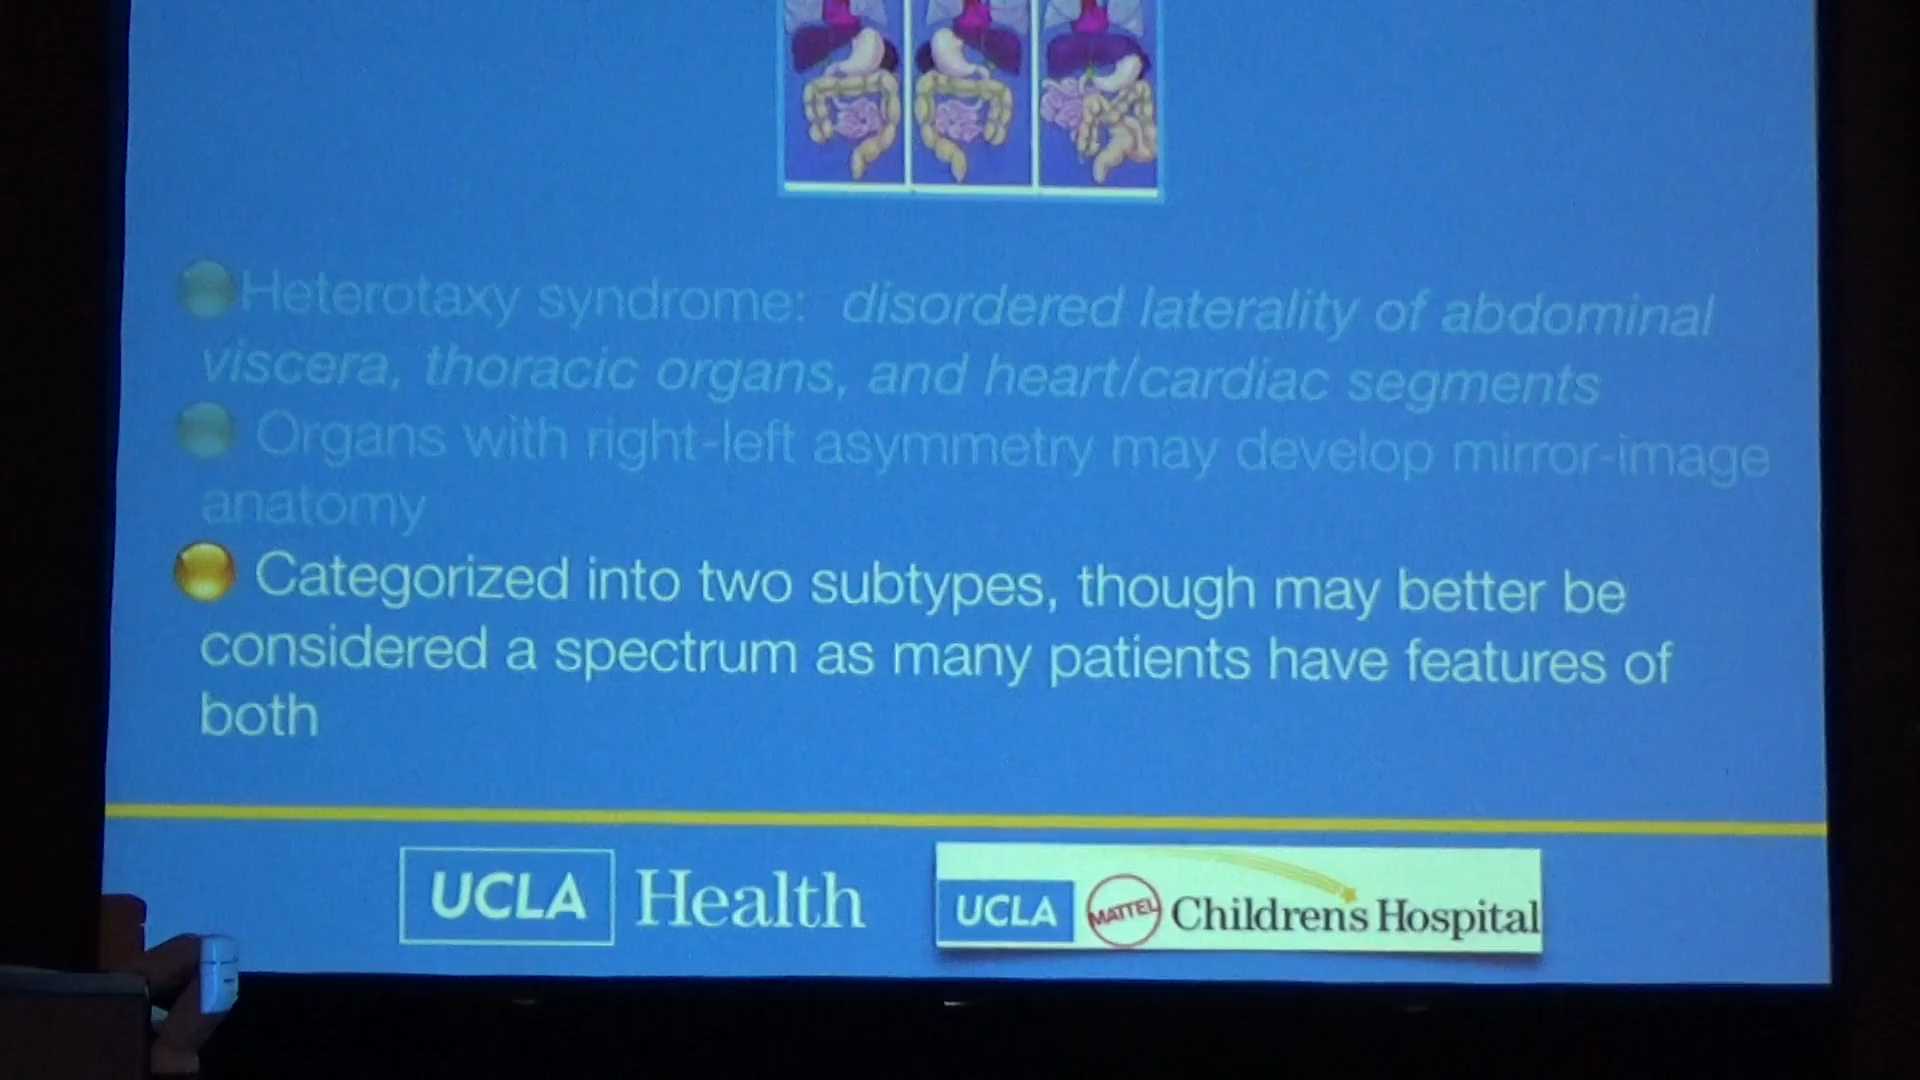 Heterotaxy syndrome: disordered laterality of abdominal
viscera, thoracic organs, and heart/cardiac segments
Organs with right-left asymmetry may develop mirror-image
anatomy
Categorized into two subtypes, though may better be
considered a spectrum as many patients have features of
both
UCLA Health
UCLA MATTEL Children's Hospital